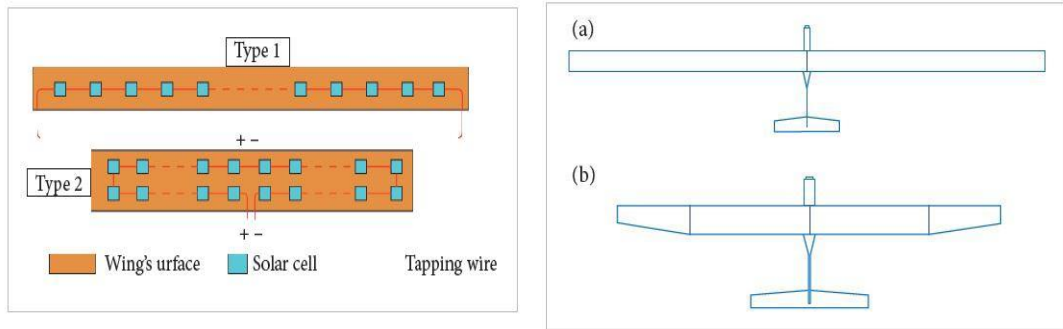 Type 1
+ −
Type 2
+ −
Wing's urface
Solar cell
Tapping wire
(a)
(b)